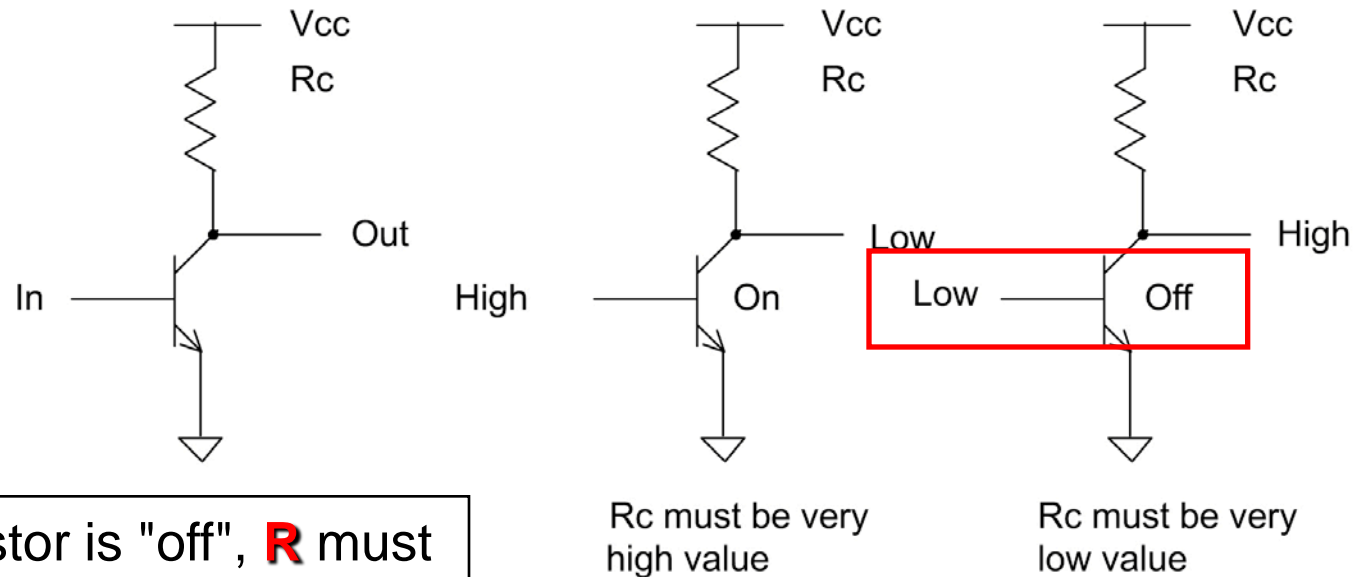 Vcc
Rc
Out
In
Vcc
Rc
Low
High
On
Vcc
Rc
High
Low
Off
stor is "off", R must
Rc must be very
high value
Rc must be very
low value